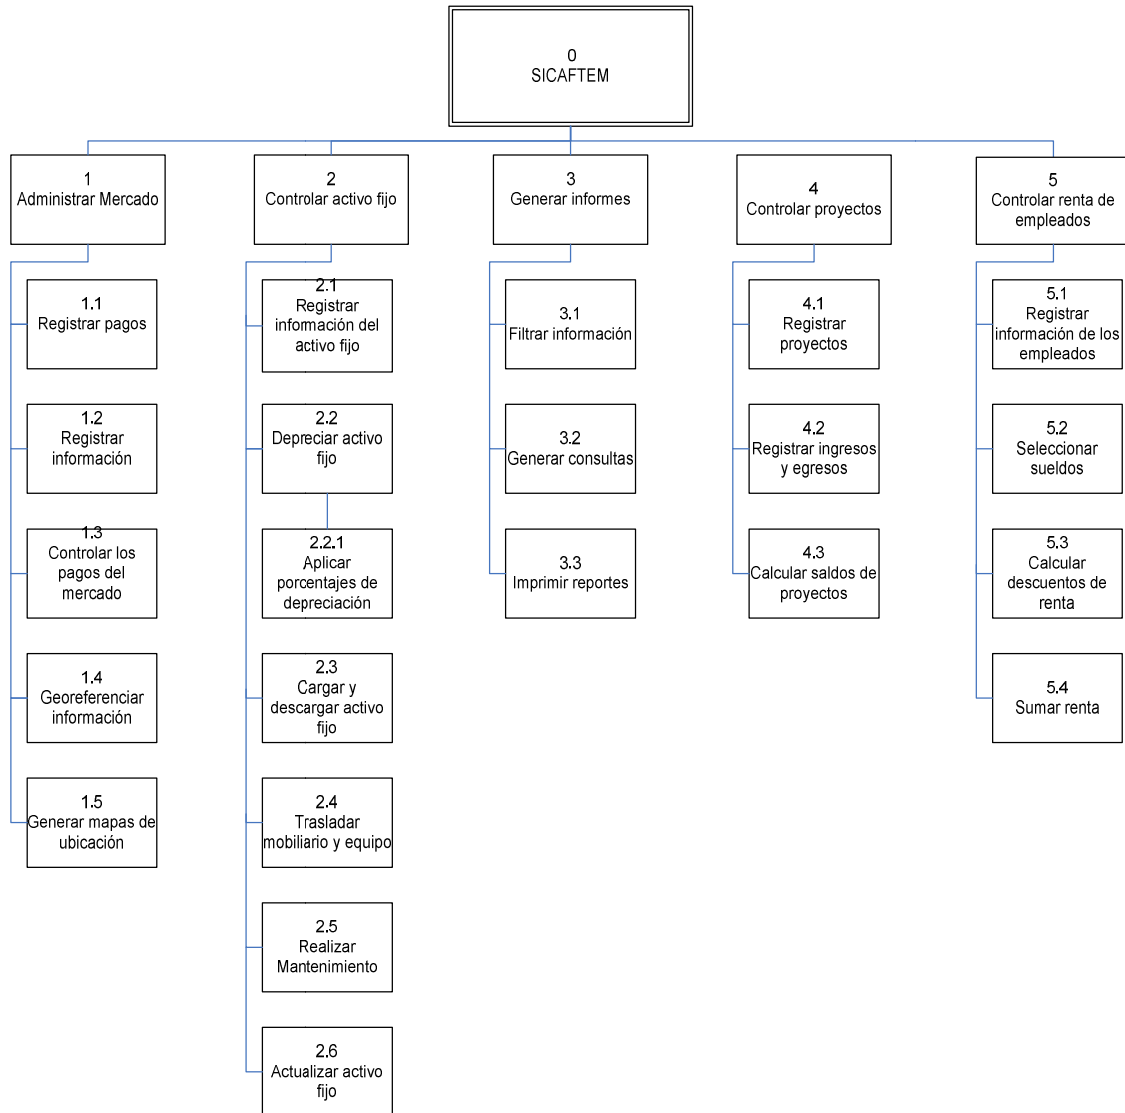 0
SICAFTEM
1
Administrar Mercado
2
Controlar activo fijo
3
Generar informes
4
Controlar proyectos
5
Controlar renta de
empleados
1.1
Registrar pagos
1.2
Registrar
información
1.3
Controlar los
pagos del
mercado
1.4
Georeferenciar
información
1.5
Generar mapas de
ubicación
2.1
Registrar
información del
activo fijo
2.2
Depreciar activo
fijo
2.2.1
Aplicar
porcentajes de
depreciación
2.3
Cargar y
descargar activo
fijo
2.4
Trasladar
mobiliario y equipo
2.5
Realizar
Mantenimiento
2.6
Actualizar activo
fijo
3.1
Filtrar información
3.2
Generar consultas
3.3
Imprimir reportes
4.1
Registrar
proyectos
4.2
Registrar ingresos
y egresos
4.3
Calcular saldos de
proyectos
5.1
Registrar
información de los
empleados
5.2
Seleccionar
sueldos
5.3
Calcular
descuentos de
renta
5.4
Sumar renta